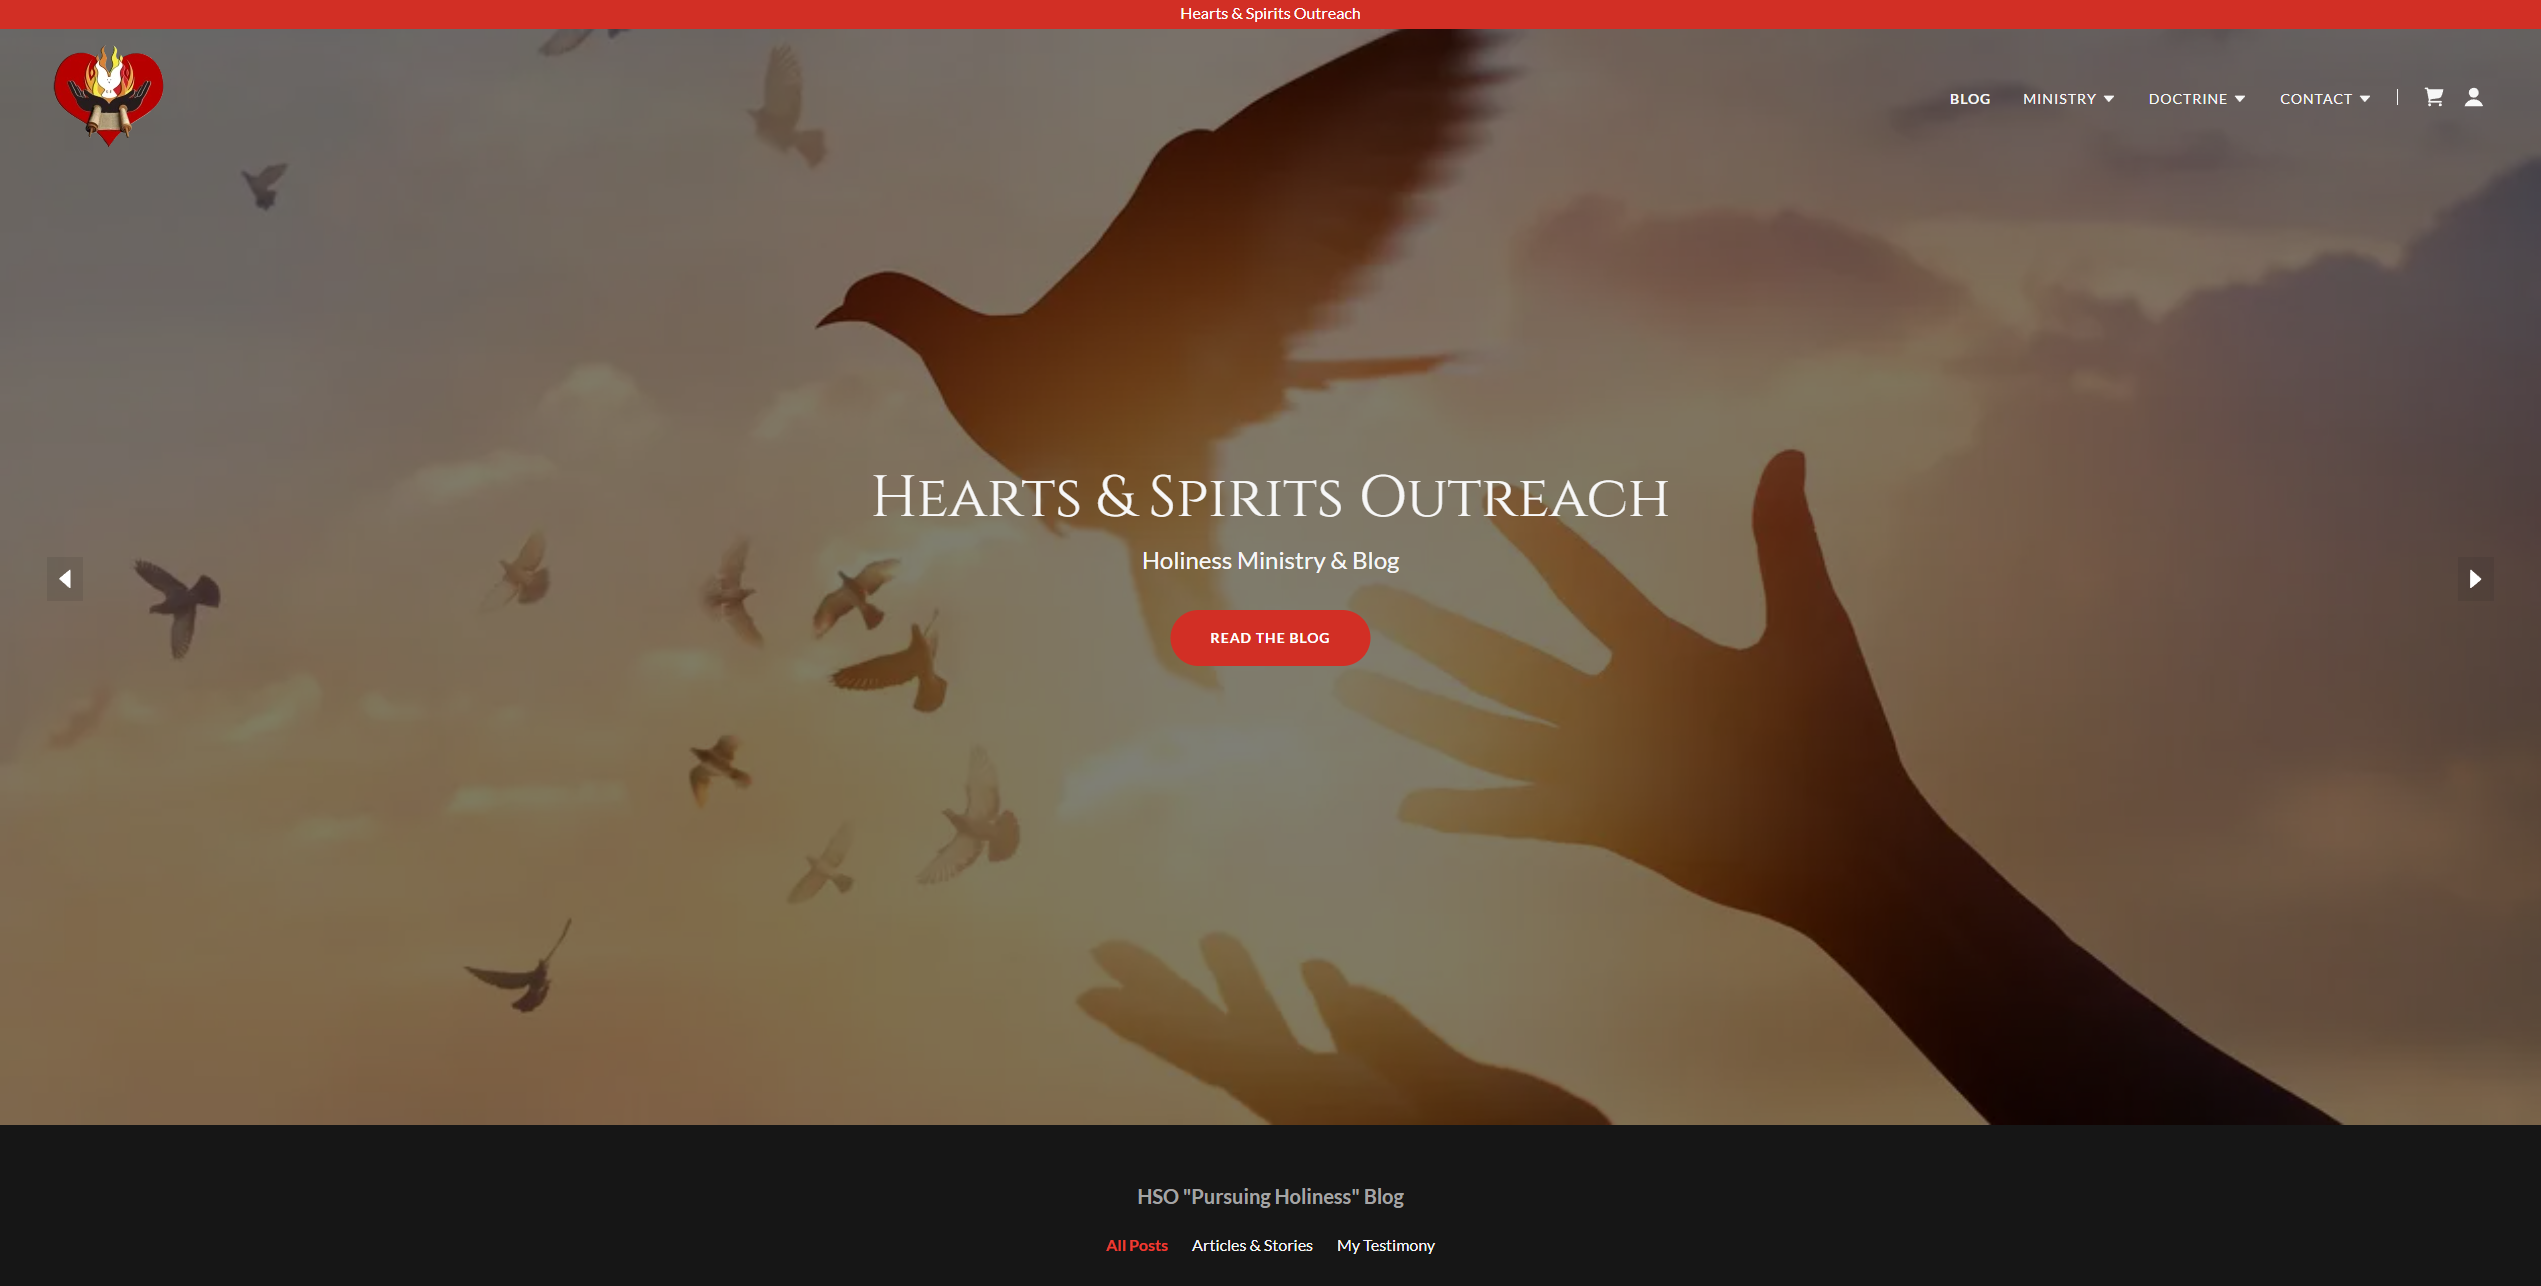 Hearts & Spirits Outreach
BLOG MINISTRY DOCTRINE CONTACT
Hearts & Spirits Outreach
Holiness Ministry & Blog
READ THE BLOG
HSO "Pursuing Holiness" Blog
All Posts Articles & Stories My Testimony